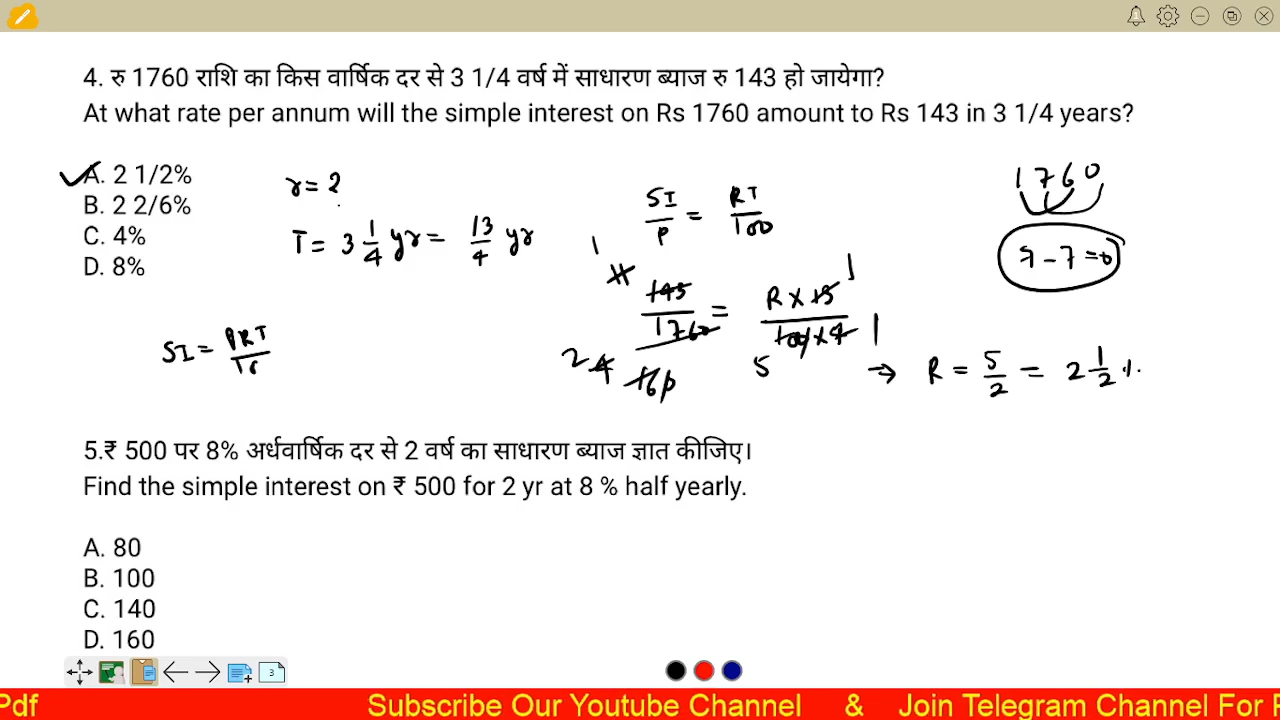 4. रु 1760 राशि का किस वार्षिक दर से 3 1/4 वर्ष में साधारण ब्याज रु 143 हो जायेगा?
At what rate per annum will the simple interest on Rs 1760 amount to Rs 143 in 3 1/4 years?
A. 2 1/2%
B. 2 2/6%
C. 4%
D. 8%
r = ?
T = 3 1/4 yr = 13/4 yr
SI/P = RT/100
1760
SI = PRT
R = 5/2 = 2 1/2 %
5.₹ 500 पर 8% अर्धवार्षिक दर से 2 वर्ष का साधारण ब्याज ज्ञात कीजिए।
Find the simple interest on ₹ 500 for 2 yr at 8 % half yearly.
A. 80
B. 100
C. 140
D. 160
3
Pdf Subscribe Our Youtube Channel & Join Telegram Channel For